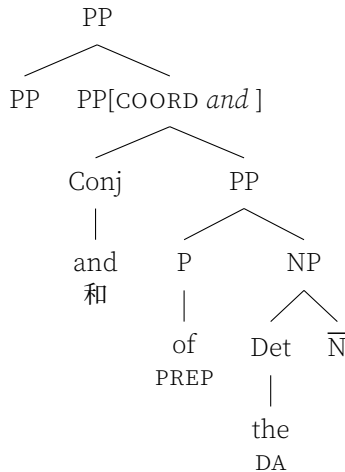 PP
PP PP[COORD and ]
Conj PP
and P NP
和
of Det N̅
PREP
the
DA